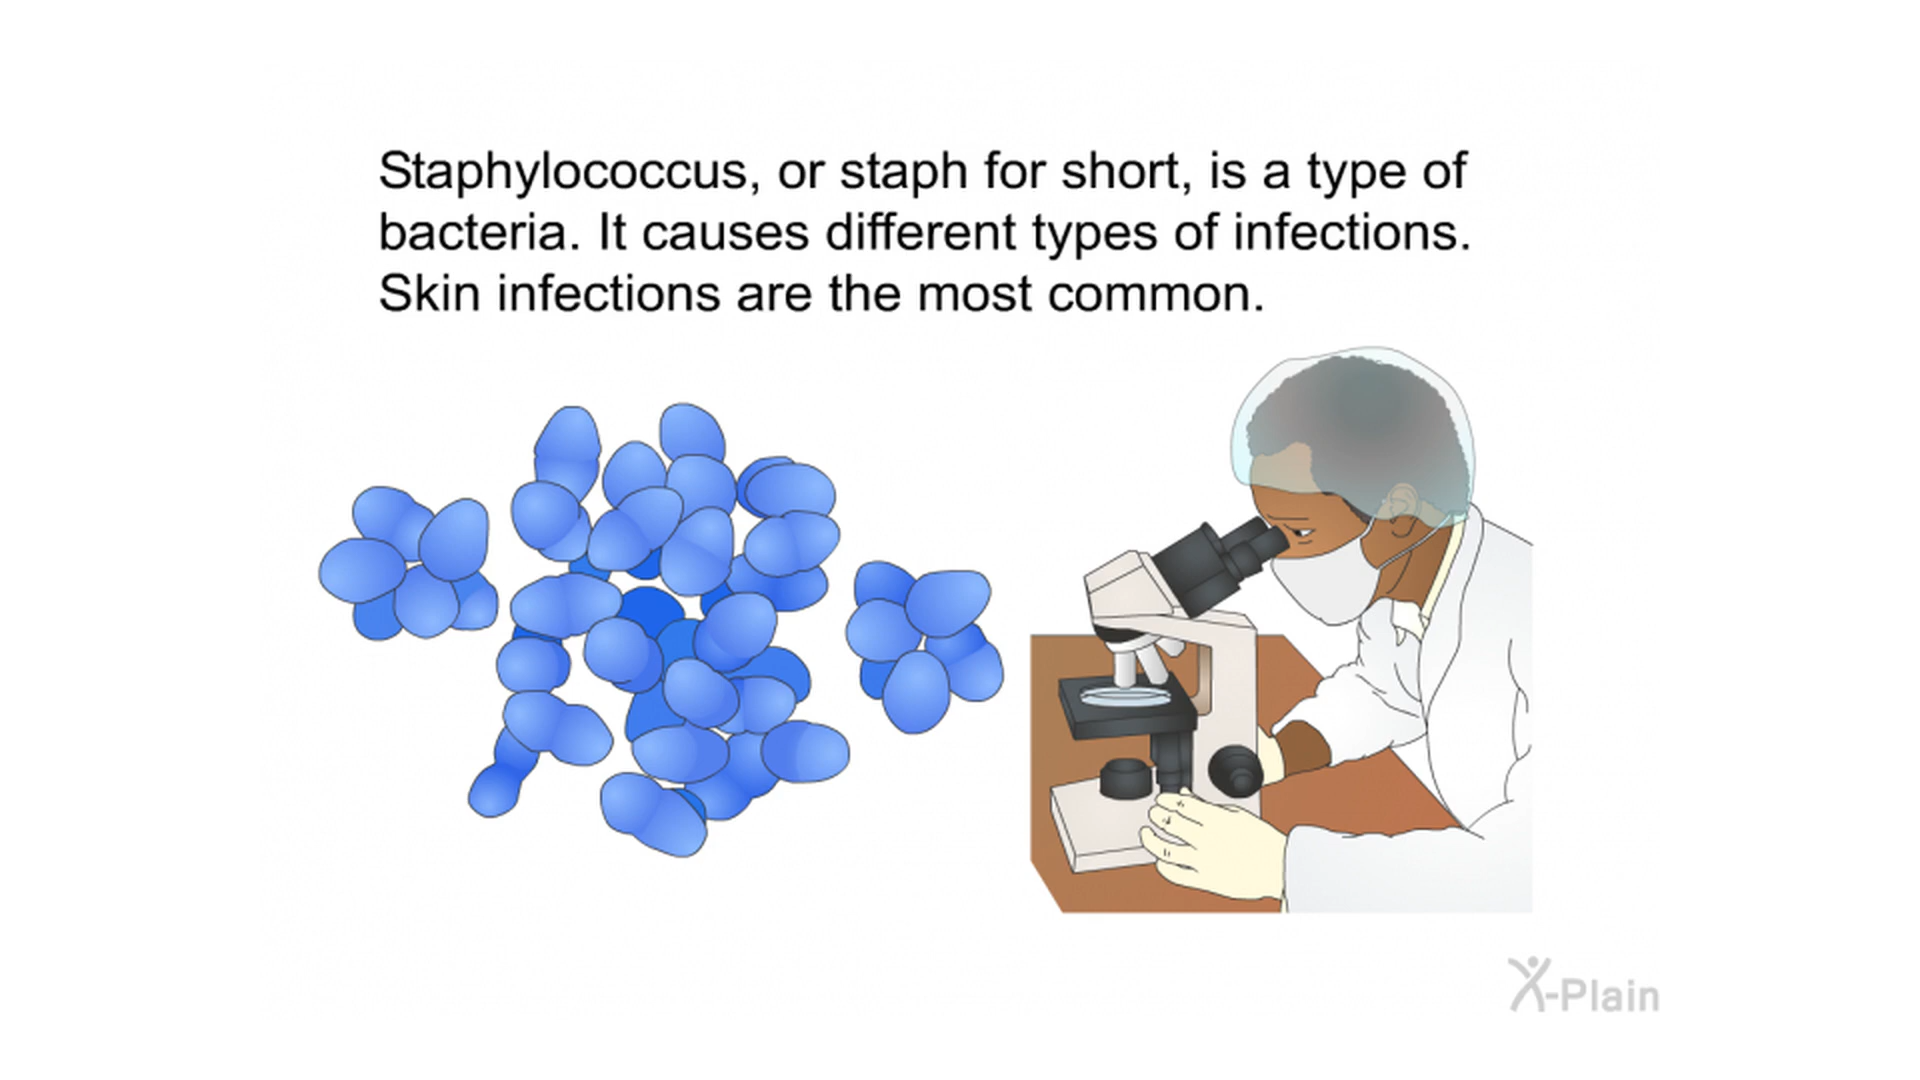 Staphylococcus, or staph for short, is a type of
bacteria. It causes different types of infections.
Skin infections are the most common.
X-Plain